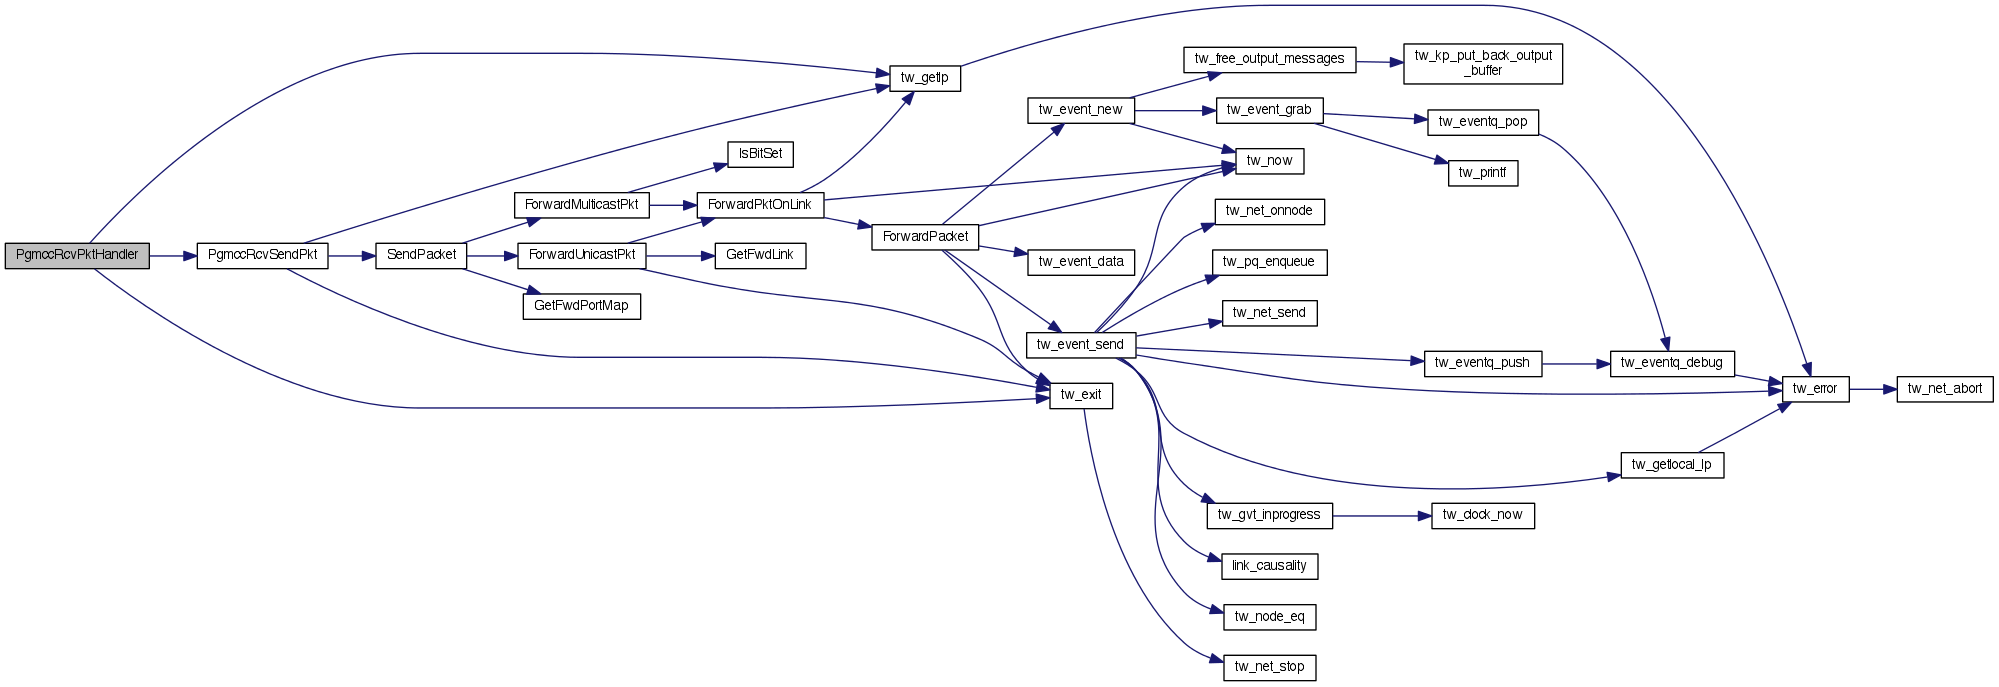 PgmccRcvPktHandler
PgmccRcvSendPkt
SendPacket
ForwardMulticastPkt
ForwardUnicastPkt
GetFwdPortMap
IsBitSet
ForwardPktOnLink
GetFwdLink
tw_getlp
ForwardPacket
tw_event_new
tw_event_data
tw_event_send
tw_exit
tw_free_output_messages
tw_event_grab
tw_now
tw_net_onnode
tw_pq_enqueue
tw_net_send
tw_gvt_inprogress
link_causality
tw_node_eq
tw_net_stop
tw_kp_put_back_output
_buffer
tw_eventq_pop
tw_printf
tw_eventq_push
tw_clock_now
tw_eventq_debug
tw_getlocal_lp
tw_error
tw_net_abort